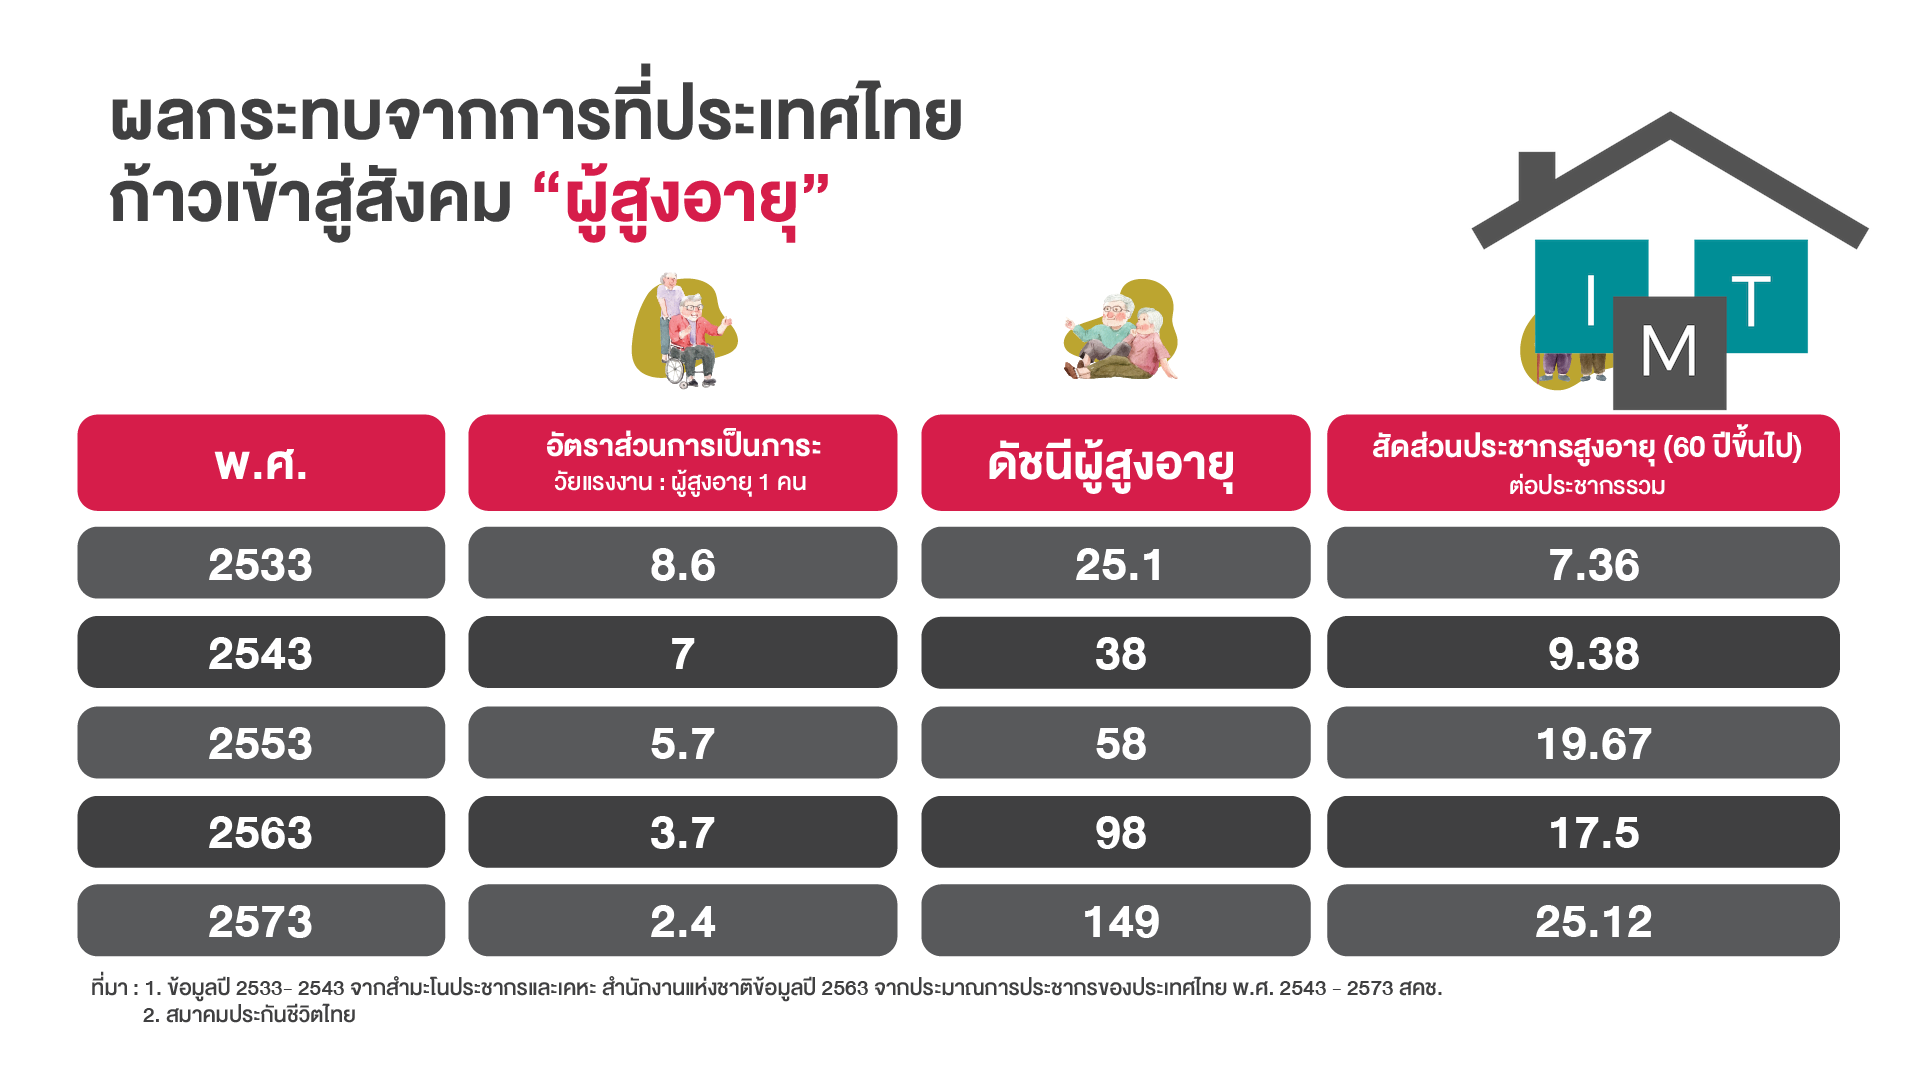 ผลกระทบจากการที่ประเทศไทย
ก้าวเข้าสู่สังคม “ผู้สูงอายุ”
I M T
พ.ศ.
อัตราส่วนการเป็นภาระ
วัยแรงงาน : ผู้สูงอายุ 1 คน
ดัชนีผู้สูงอายุ
สัดส่วนประชากรสูงอายุ (60 ปีขึ้นไป)
ต่อประชากรรวม
2533 8.6 25.1 7.36
2543 7 38 9.38
2553 5.7 58 19.67
2563 3.7 98 17.5
2573 2.4 149 25.12
ที่มา : 1. ข้อมูลปี 2533- 2543 จากสำมะโนประชากรและเคหะ สำนักงานแห่งชาติข้อมูลปี 2563 จากประมาณการประชากรของประเทศไทย พ.ศ. 2543 - 2573 สคช.
2. สมาคมประกันชีวิตไทย